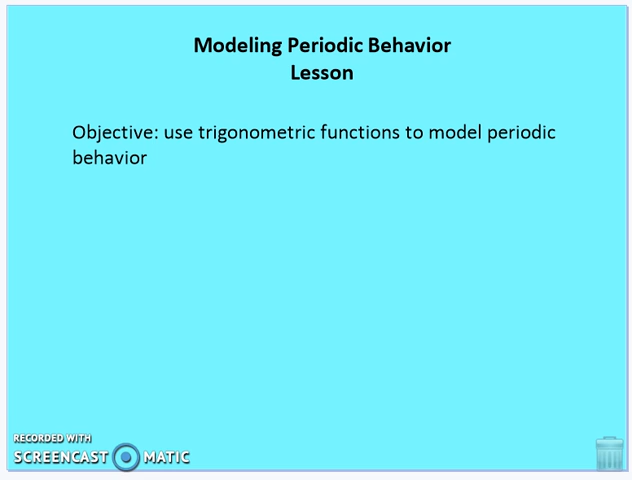 Modeling Periodic Behavior
Lesson
Objective: use trigonometric functions to model periodic
behavior
RECORDED WITH
SCREENCAST MATIC